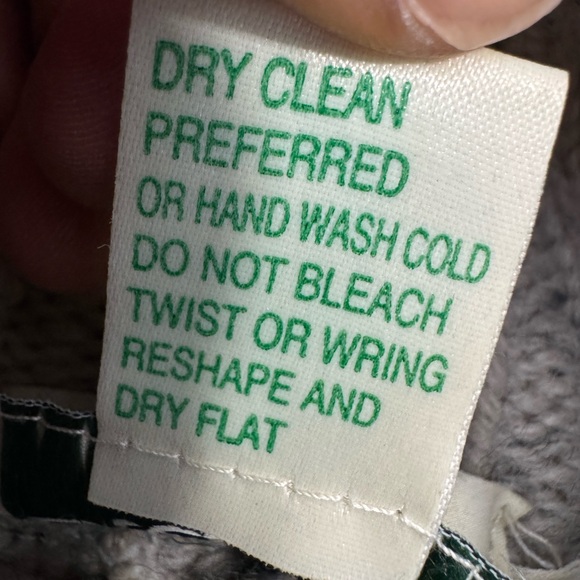 DRY CLEAN
PREFERRED
OR HAND WASH COLD
DO NOT BLEACH
TWIST OR WRING
RESHAPE AND
DRY FLAT